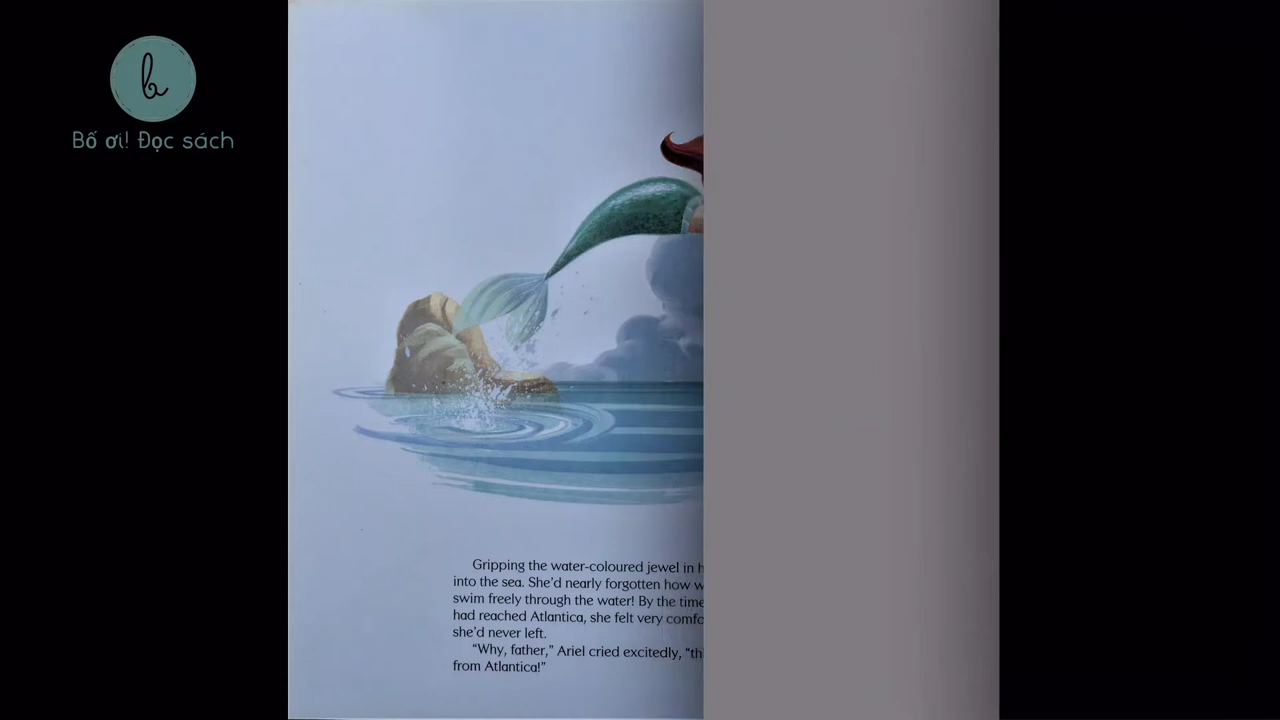 b
Bố ơi! Đọc sách
Gripping the water-coloured jewel in
into the sea. She'd nearly forgotten how
swim freely through the water! By the time
had reached Atlantica, she felt very
she'd never left.
"Why, father," Ariel cried excitedly,
from Atlantica!"